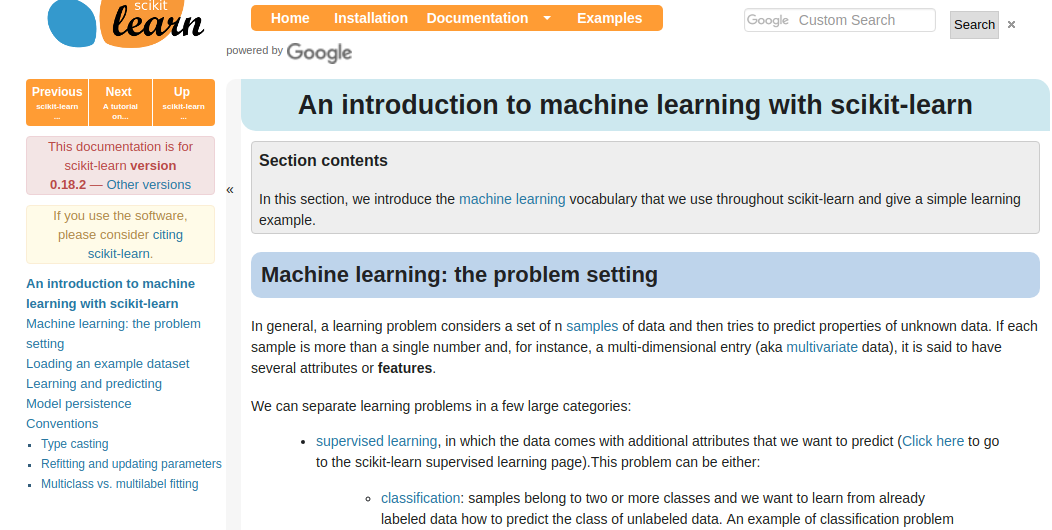 scikit
learn
Home Installation Documentation Examples
Google Custom Search
Search ×
powered by Google
Previous Next Up
scikit-learn A tutorial scikit-learn
... on... ...
This documentation is for
scikit-learn version
0.18.2 — Other versions
If you use the software,
please consider citing
scikit-learn.
An introduction to machine
learning with scikit-learn
Machine learning: the problem
setting
Loading an example dataset
Learning and predicting
Model persistence
Conventions
Type casting
Refitting and updating parameters
Multiclass vs. multilabel fitting
«
An introduction to machine learning with scikit-learn
Section contents
In this section, we introduce the machine learning vocabulary that we use throughout scikit-learn and give a simple learning
example.
Machine learning: the problem setting
In general, a learning problem considers a set of n samples of data and then tries to predict properties of unknown data. If each
sample is more than a single number and, for instance, a multi-dimensional entry (aka multivariate data), it is said to have
several attributes or features.
We can separate learning problems in a few large categories:
• supervised learning, in which the data comes with additional attributes that we want to predict (Click here to go
to the scikit-learn supervised learning page).This problem can be either:
◦ classification: samples belong to two or more classes and we want to learn from already
labeled data how to predict the class of unlabeled data. An example of classification problem